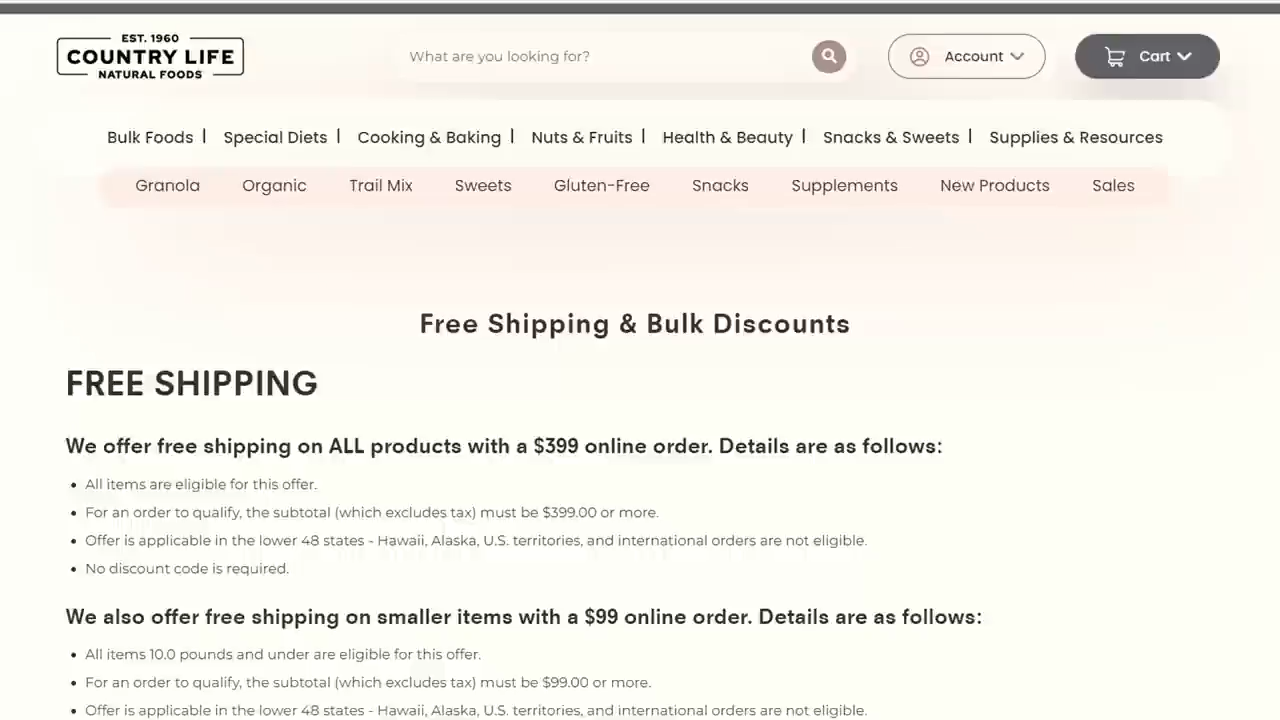 EST. 1960
COUNTRY LIFE
NATURAL FOODS
What are you looking for?
Account
Cart
Bulk Foods | Special Diets | Cooking & Baking | Nuts & Fruits | Health & Beauty | Snacks & Sweets | Supplies & Resources
Granola Organic Trail Mix Sweets Gluten-Free Snacks Supplements New Products Sales
Free Shipping & Bulk Discounts
FREE SHIPPING
We offer free shipping on ALL products with a $399 online order. Details are as follows:
• All items are eligible for this offer.
• For an order to qualify, the subtotal (which excludes tax) must be $399.00 or more.
• Offer is applicable in the lower 48 states - Hawaii, Alaska, U.S. territories, and international orders are not eligible.
• No discount code is required.
We also offer free shipping on smaller items with a $99 online order. Details are as follows:
• All items 10.0 pounds and under are eligible for this offer.
• For an order to qualify, the subtotal (which excludes tax) must be $99.00 or more.
• Offer is applicable in the lower 48 states - Hawaii, Alaska, U.S. territories, and international orders are not eligible.